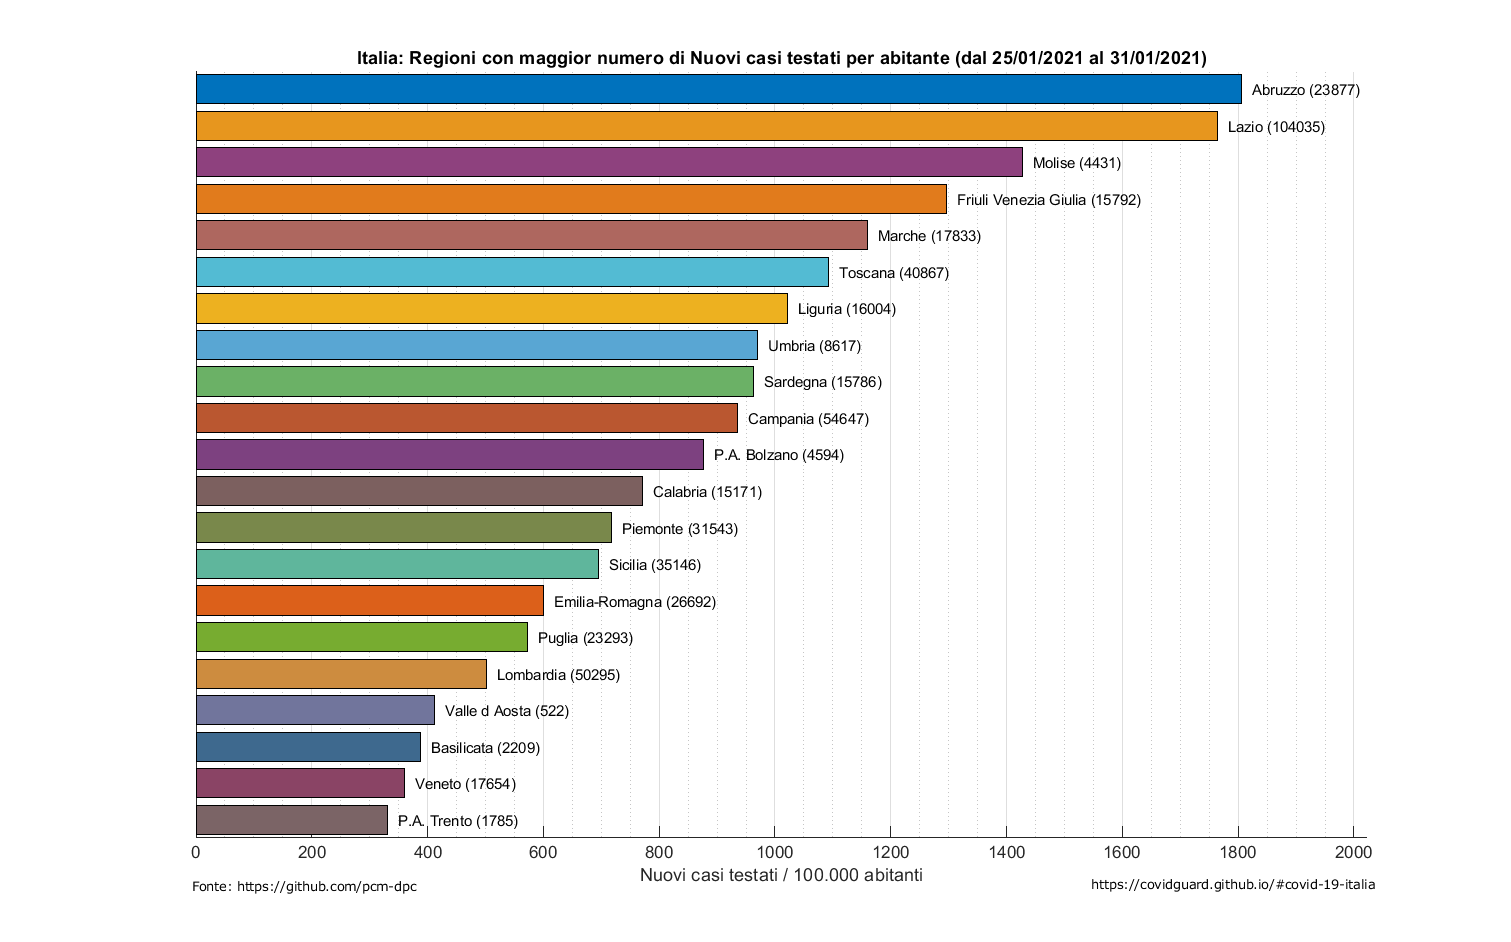 Italia: Regioni con maggior numero di Nuovi casi testati per abitante (dal 25/01/2021 al 31/01/2021)
Abruzzo (23877)
Lazio (104035)
Molise (4431)
Friuli Venezia Giulia (15792)
Marche (17833)
Toscana (40867)
Liguria (16004)
Umbria (8617)
Sardegna (15786)
Campania (54647)
P.A. Bolzano (4594)
Calabria (15171)
Piemonte (31543)
Sicilia (35146)
Emilia-Romagna (26692)
Puglia (23293)
Lombardia (50295)
Valle d Aosta (522)
Basilicata (2209)
Veneto (17654)
P.A. Trento (1785)
0 200 400 600 800 1000 1200 1400 1600 1800 2000
Nuovi casi testati / 100.000 abitanti
Fonte: https://github.com/pcm-dpc
https://covidguard.github.io/#covid-19-italia